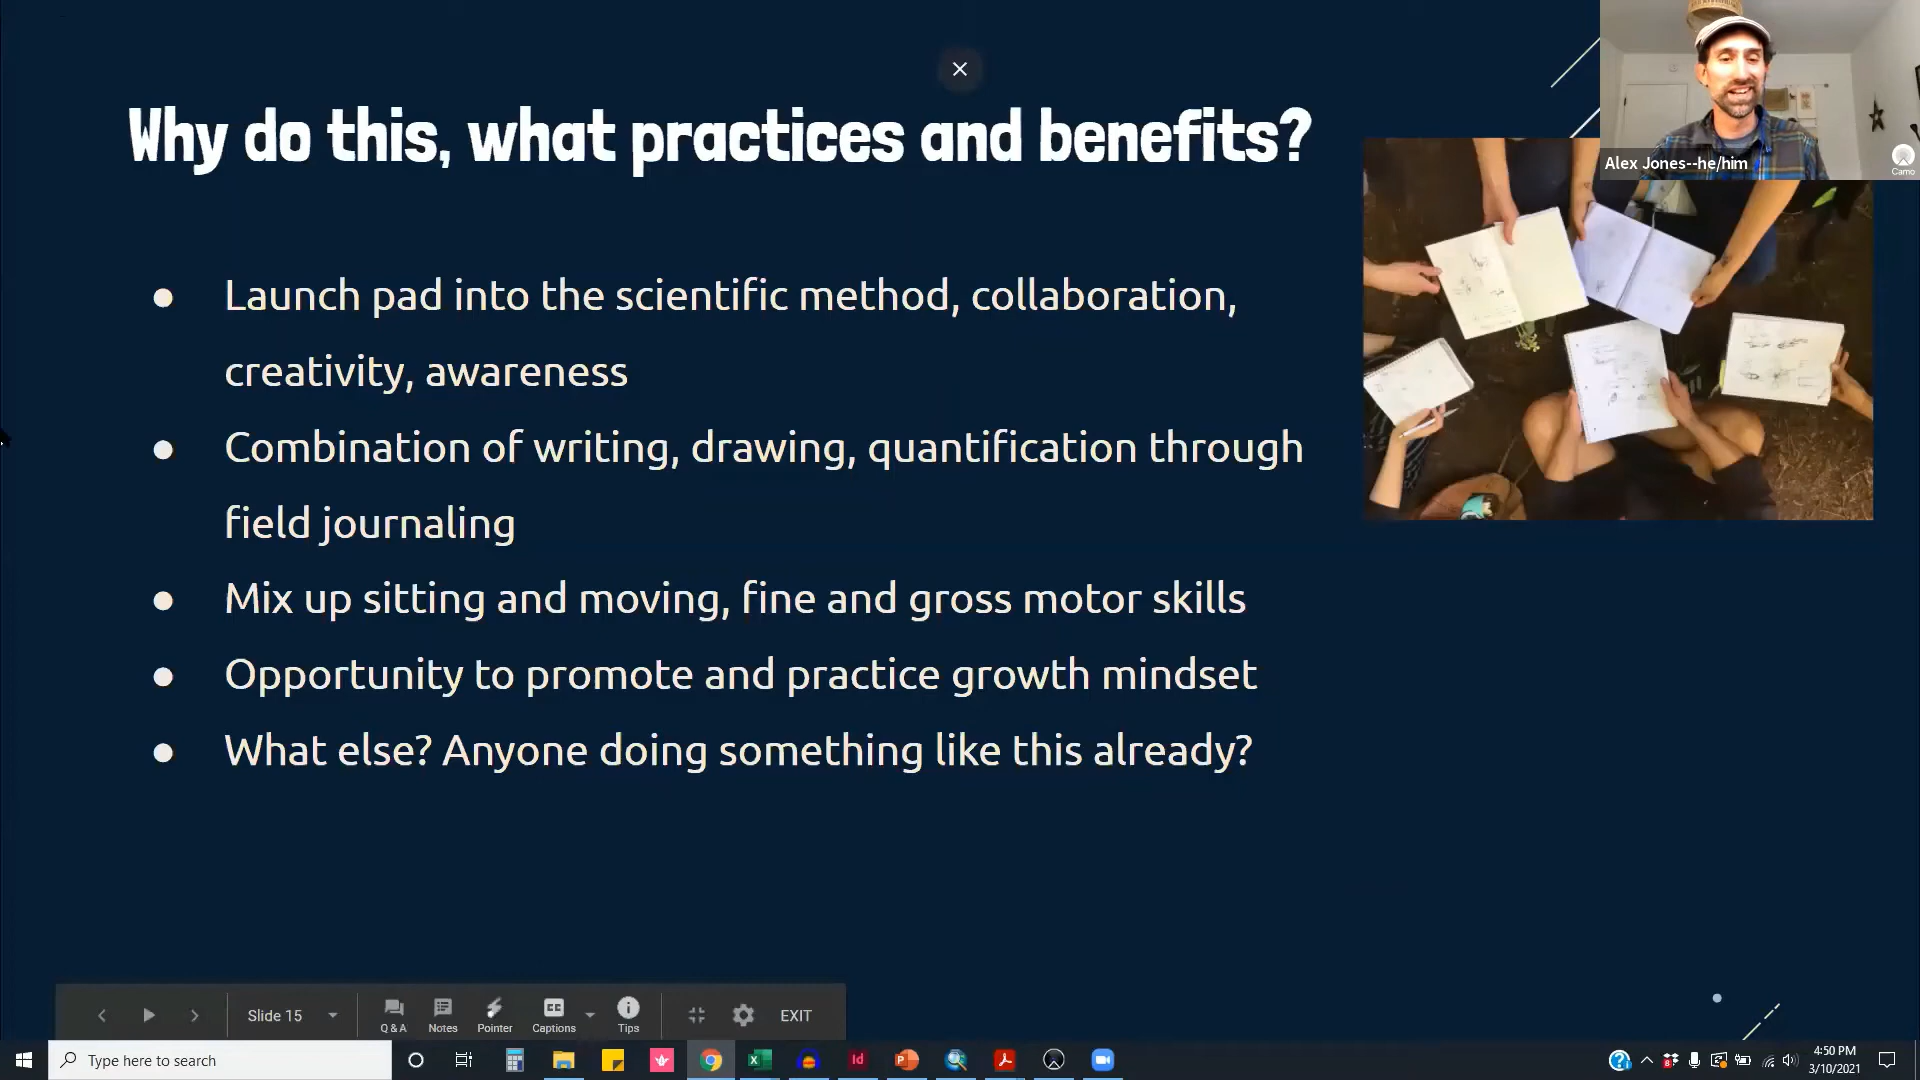 Why do this, what practices and benefits?
Alex Jones--he/him
Camo
● Launch pad into the scientific method, collaboration,
creativity, awareness
● Combination of writing, drawing, quantification through
field journaling
● Mix up sitting and moving, fine and gross motor skills
● Opportunity to promote and practice growth mindset
● What else? Anyone doing something like this already?
Slide 15
Q & A
Notes
Pointer
CC
Captions
Tips
EXIT
Type here to search
Id
4:50 PM
3/10/2021